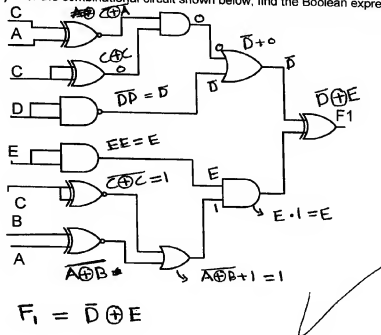 the combinational circuit shown below, find the Boolean expre
C
A
C̅⊕̅A̅
0
C
C⊕C
0
0
D̅+0
D̅
D̅
D
D̅D̅ = D̅
D̅⊕E
F1
E
EE = E
E
1
E·1 = E
C
C̅⊕̅C̅ = 1
B
A
A̅⊕̅B̅
A̅⊕̅B̅+1 = 1
F₁ = D̅ ⊕ E